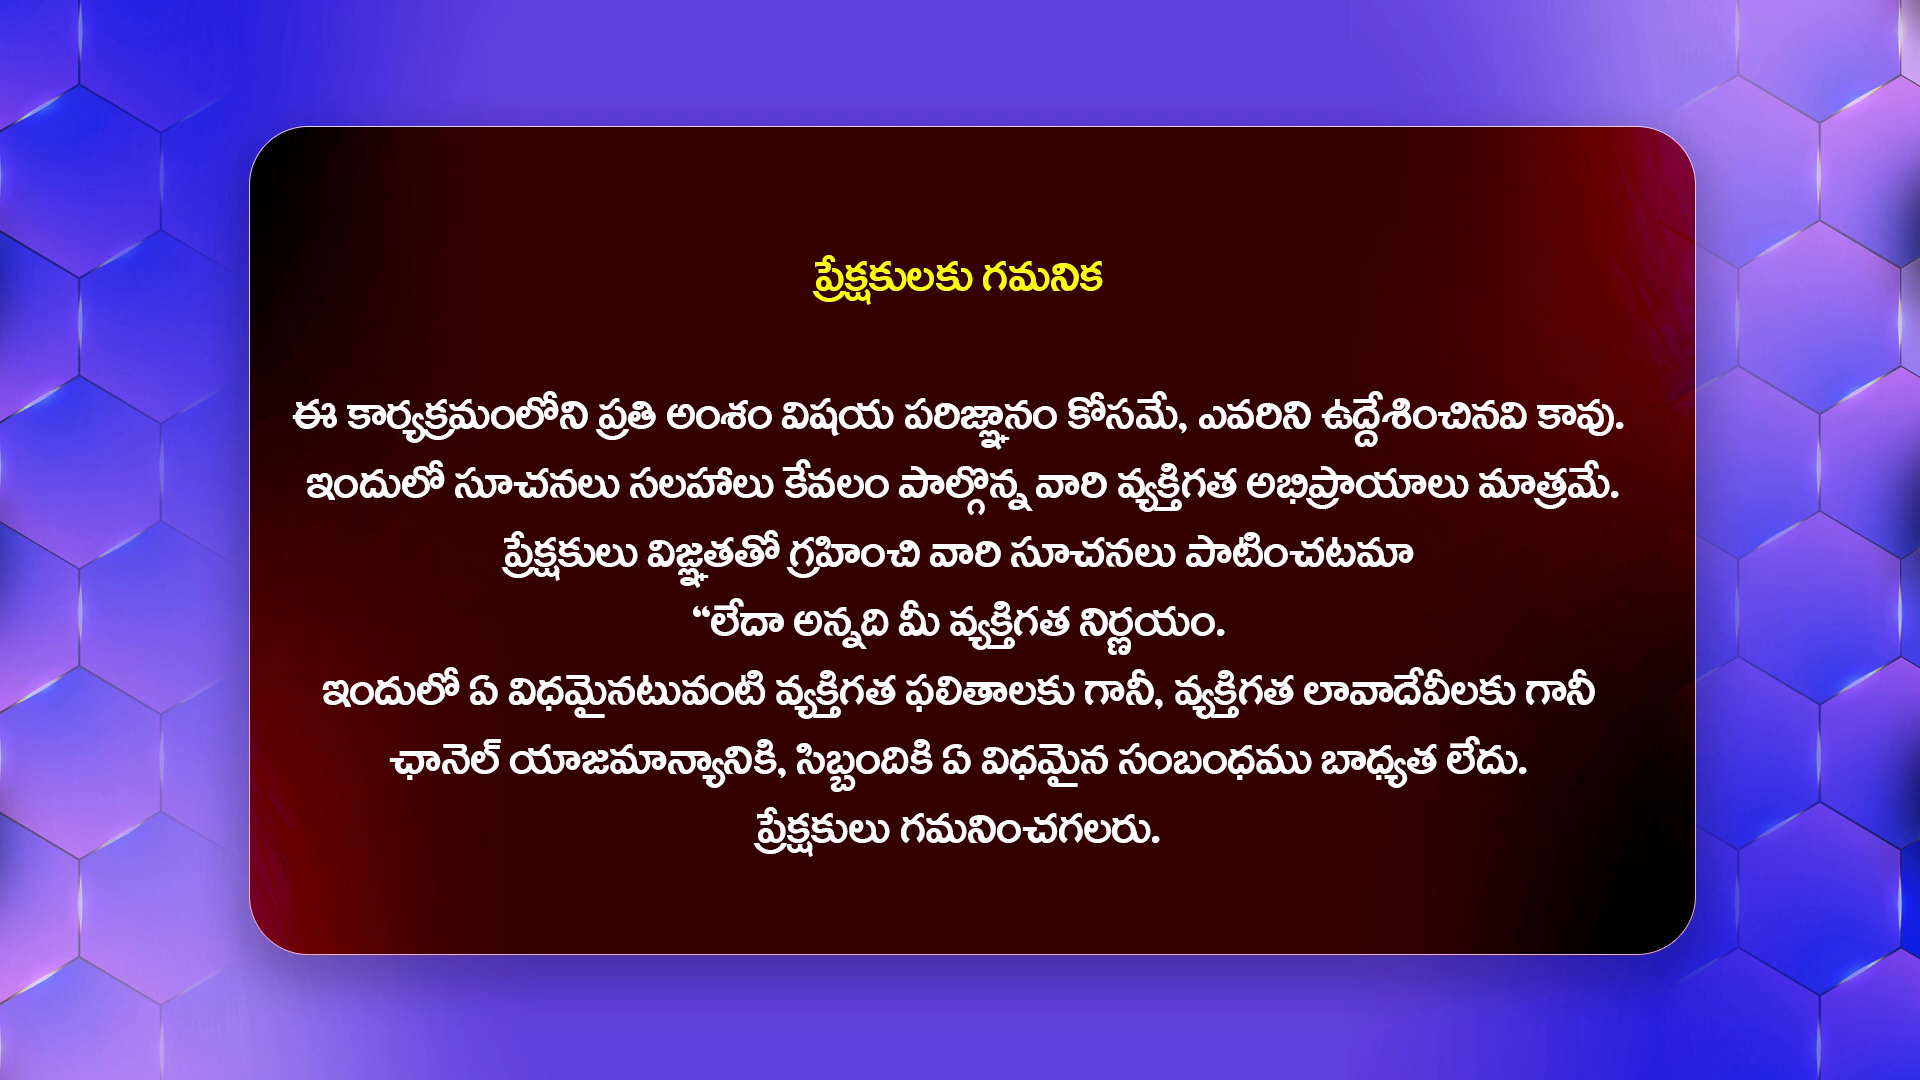 ప్రేక్షకులకు గమనిక
ఈ కార్యక్రమంలోని ప్రతి అంశం విషయ పరిజ్ఞానం కోసమే, ఎవరిని ఉద్దేశించినవి కావు.
ఇందులో సూచనలు సలహాలు కేవలం పాల్గొన్న వారి వ్యక్తిగత అభిప్రాయాలు మాత్రమే.
ప్రేక్షకులు విజ్ఞతతో గ్రహించి వారి సూచనలు పాటించటమా
“లేదా అన్నది మీ వ్యక్తిగత నిర్ణయం.
ఇందులో ఏ విధమైనటువంటి వ్యక్తిగత ఫలితాలకు గానీ, వ్యక్తిగత లావాదేవీలకు గానీ
ఛానెల్ యాజమాన్యానికి, సిబ్బందికి ఏ విధమైన సంబంధము బాధ్యత లేదు.
ప్రేక్షకులు గమనించగలరు.